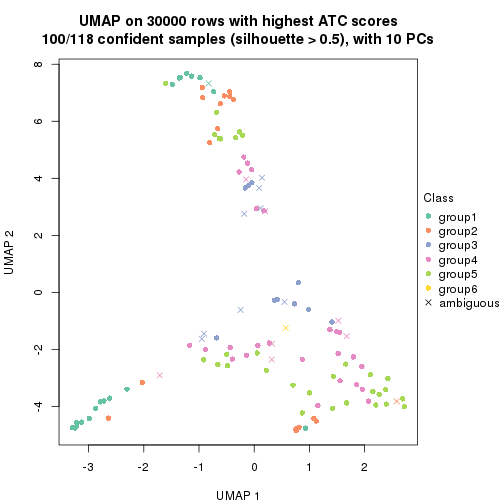 UMAP on 30000 rows with highest ATC scores
100/118 confident samples (silhouette > 0.5), with 10 PCs
8
6
4
2
0
-2
-4
UMAP 2
-3
-2
-1
0
1
2
UMAP 1
Class
group1
group2
group3
group4
group5
group6
ambiguous